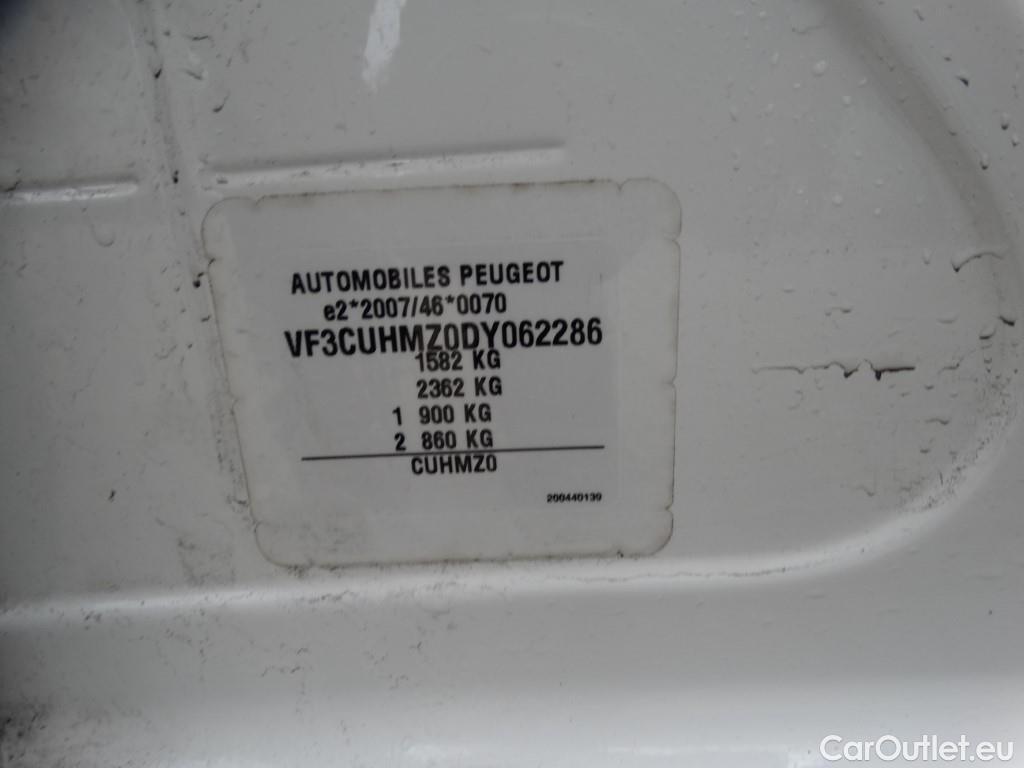 AUTOMOBILES PEUGEOT
e2*2007/46*0070
VF3CUHMZ0DY062286
1582 KG
2362 KG
1 900 KG
2 860 KG
CUHMZ0
200440139
CarOutlet.eu